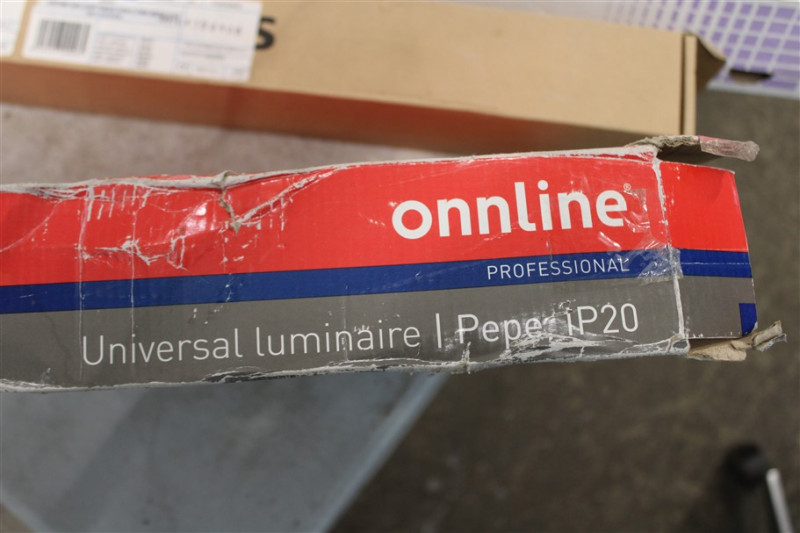 s
onnline
PROFESSIONAL
Universal luminaire | Pepe IP20